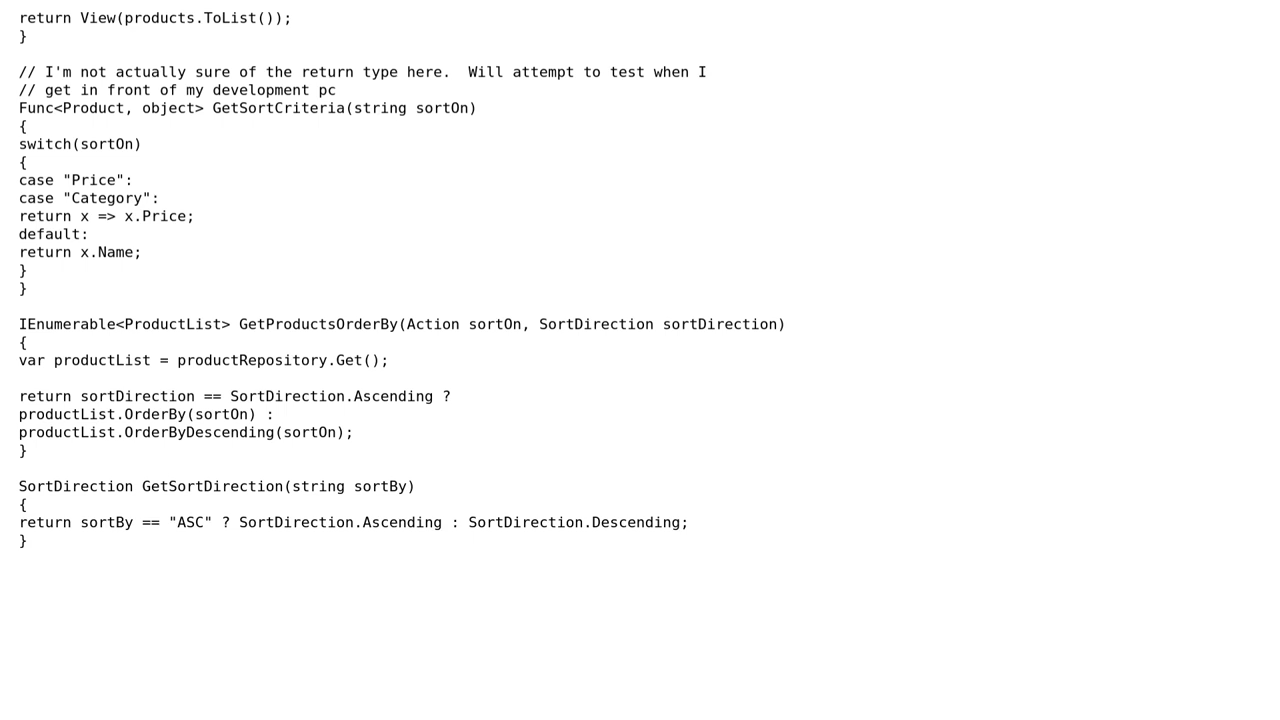 return View(products.ToList());
}

// I'm not actually sure of the return type here.  Will attempt to test when I
// get in front of my development pc
Func<Product, object> GetSortCriteria(string sortOn)
{
switch(sortOn)
{
case "Price":
case "Category":
return x => x.Price;
default:
return x.Name;
}
}

IEnumerable<ProductList> GetProductsOrderBy(Action sortOn, SortDirection sortDirection)
{
var productList = productRepository.Get();

return sortDirection == SortDirection.Ascending ?
productList.OrderBy(sortOn) :
productList.OrderByDescending(sortOn);
}

SortDirection GetSortDirection(string sortBy)
{
return sortBy == "ASC" ? SortDirection.Ascending : SortDirection.Descending;
}